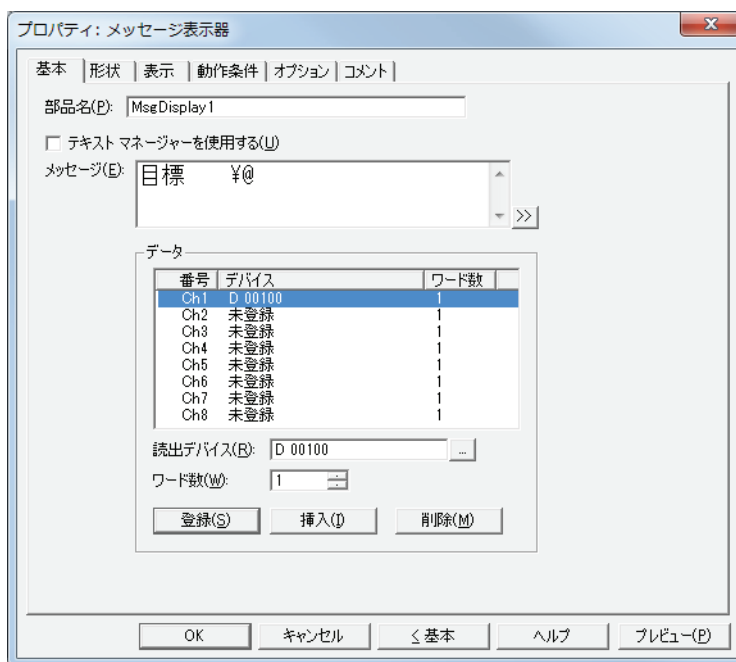 プロパティ: メッセージ表示器
基本 形状 表示 動作条件 オプション コメント
部品名(P): MsgDisplay1
テキスト マネージャーを使用する(U)
メッセージ(E): 目標 ¥@
>>
データ
番号 デバイス ワード数
Ch1 D 00100 1
Ch2 未登録 1
Ch3 未登録 1
Ch4 未登録 1
Ch5 未登録 1
Ch6 未登録 1
Ch7 未登録 1
Ch8 未登録 1
読出デバイス(R): D 00100 ...
ワード数(W): 1
登録(S) 挿入(I) 削除(M)
OK キャンセル < 基本 ヘルプ プレビュー(P)